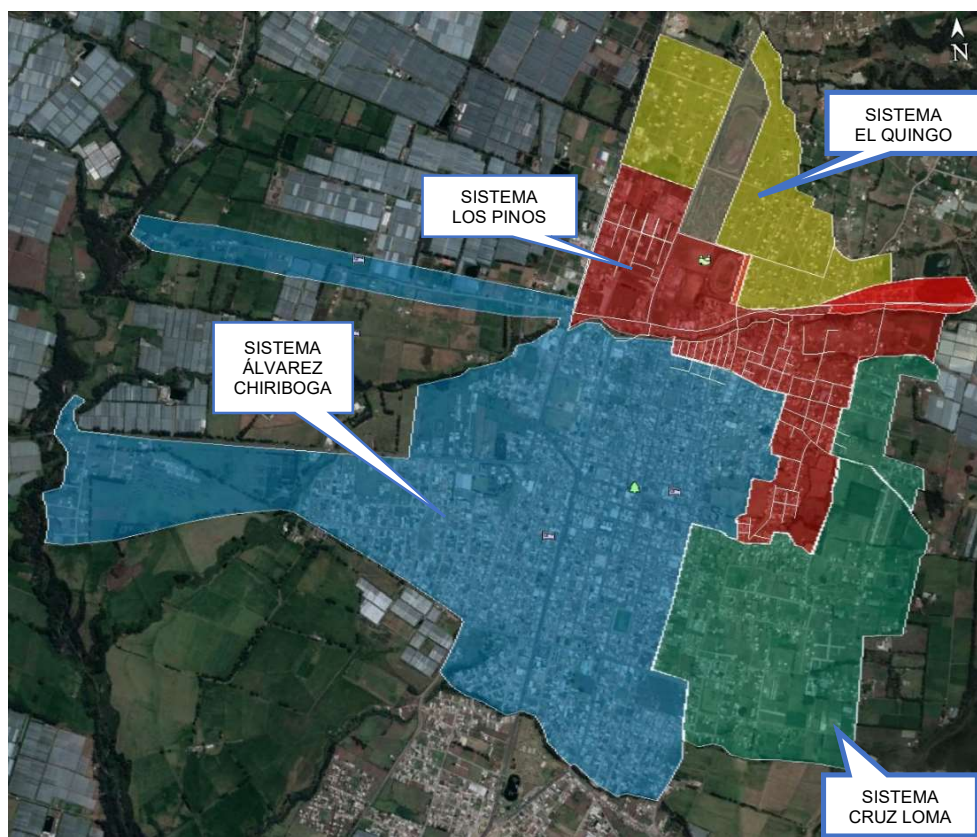 N
SISTEMA
EL QUINGO
SISTEMA
LOS PINOS
SISTEMA
ÁLVAREZ
CHIRIBOGA
SISTEMA
CRUZ LOMA